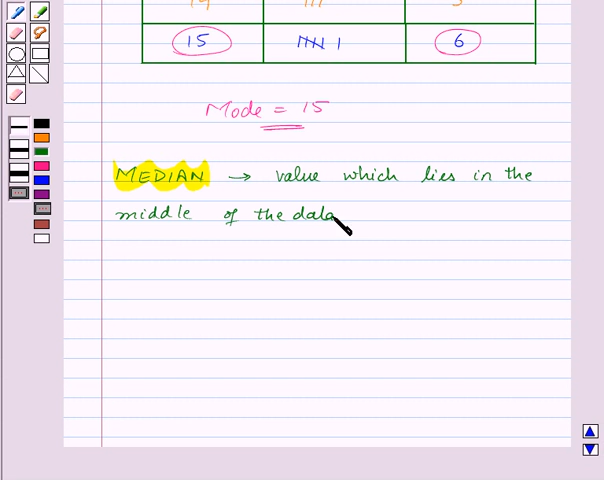 15 6
Mode = 15
MEDIAN → value which lies in the
middle of the data